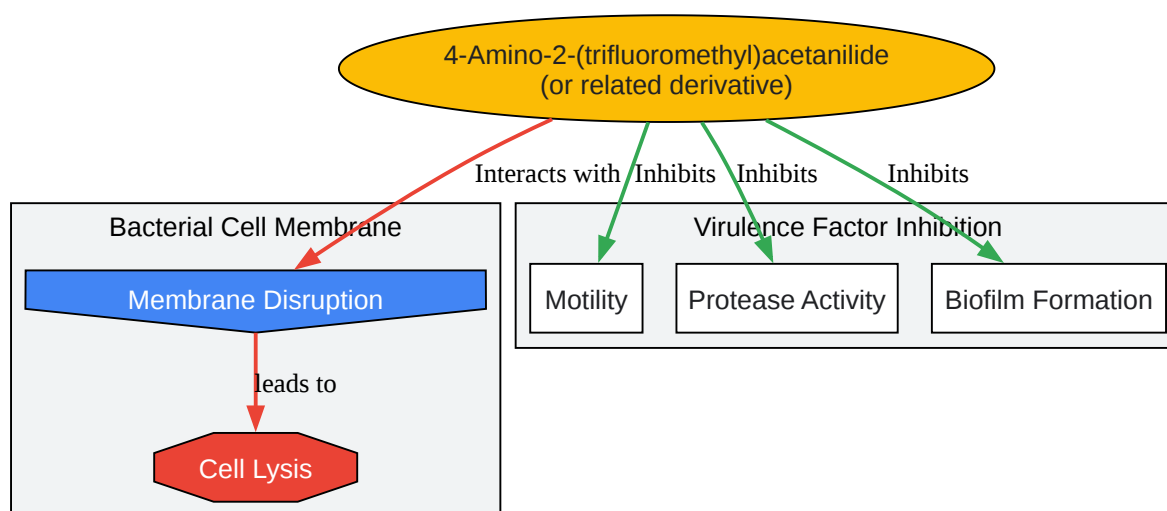 4-Amino-2-(trifluoromethyl)acetanilide
(or related derivative)
Interacts with
Inhibits
Inhibits
Inhibits
Bacterial Cell Membrane
Virulence Factor Inhibition
Membrane Disruption
Motility
Protease Activity
Biofilm Formation
leads to
Cell Lysis